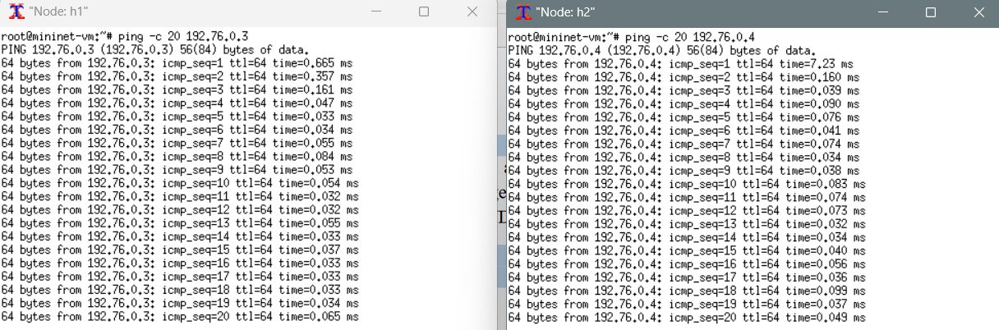 "Node: h1"
root@mininet-vm:~# ping -c 20 192.76.0.3
PING 192.76.0.3 (192.76.0.3) 56(84) bytes of data.
64 bytes from 192.76.0.3: icmp_seq=1 ttl=64 time=0.665 ms
64 bytes from 192.76.0.3: icmp_seq=2 ttl=64 time=0.357 ms
64 bytes from 192.76.0.3: icmp_seq=3 ttl=64 time=0.161 ms
64 bytes from 192.76.0.3: icmp_seq=4 ttl=64 time=0.047 ms
64 bytes from 192.76.0.3: icmp_seq=5 ttl=64 time=0.033 ms
64 bytes from 192.76.0.3: icmp_seq=6 ttl=64 time=0.034 ms
64 bytes from 192.76.0.3: icmp_seq=7 ttl=64 time=0.055 ms
64 bytes from 192.76.0.3: icmp_seq=8 ttl=64 time=0.084 ms
64 bytes from 192.76.0.3: icmp_seq=9 ttl=64 time=0.053 ms
64 bytes from 192.76.0.3: icmp_seq=10 ttl=64 time=0.054 ms
64 bytes from 192.76.0.3: icmp_seq=11 ttl=64 time=0.032 ms
64 bytes from 192.76.0.3: icmp_seq=12 ttl=64 time=0.032 ms
64 bytes from 192.76.0.3: icmp_seq=13 ttl=64 time=0.055 ms
64 bytes from 192.76.0.3: icmp_seq=14 ttl=64 time=0.033 ms
64 bytes from 192.76.0.3: icmp_seq=15 ttl=64 time=0.037 ms
64 bytes from 192.76.0.3: icmp_seq=16 ttl=64 time=0.033 ms
64 bytes from 192.76.0.3: icmp_seq=17 ttl=64 time=0.033 ms
64 bytes from 192.76.0.3: icmp_seq=18 ttl=64 time=0.033 ms
64 bytes from 192.76.0.3: icmp_seq=19 ttl=64 time=0.034 ms
64 bytes from 192.76.0.3: icmp_seq=20 ttl=64 time=0.065 ms
"Node: h2"
root@mininet-vm:~# ping -c 20 192.76.0.4
PING 192.76.0.4 (192.76.0.4) 56(84) bytes of data.
64 bytes from 192.76.0.4: icmp_seq=1 ttl=64 time=7.23 ms
64 bytes from 192.76.0.4: icmp_seq=2 ttl=64 time=0.160 ms
64 bytes from 192.76.0.4: icmp_seq=3 ttl=64 time=0.039 ms
64 bytes from 192.76.0.4: icmp_seq=4 ttl=64 time=0.090 ms
64 bytes from 192.76.0.4: icmp_seq=5 ttl=64 time=0.076 ms
64 bytes from 192.76.0.4: icmp_seq=6 ttl=64 time=0.041 ms
64 bytes from 192.76.0.4: icmp_seq=7 ttl=64 time=0.074 ms
64 bytes from 192.76.0.4: icmp_seq=8 ttl=64 time=0.034 ms
64 bytes from 192.76.0.4: icmp_seq=9 ttl=64 time=0.038 ms
64 bytes from 192.76.0.4: icmp_seq=10 ttl=64 time=0.083 ms
64 bytes from 192.76.0.4: icmp_seq=11 ttl=64 time=0.074 ms
64 bytes from 192.76.0.4: icmp_seq=12 ttl=64 time=0.073 ms
64 bytes from 192.76.0.4: icmp_seq=13 ttl=64 time=0.032 ms
64 bytes from 192.76.0.4: icmp_seq=14 ttl=64 time=0.034 ms
64 bytes from 192.76.0.4: icmp_seq=15 ttl=64 time=0.040 ms
64 bytes from 192.76.0.4: icmp_seq=16 ttl=64 time=0.056 ms
64 bytes from 192.76.0.4: icmp_seq=17 ttl=64 time=0.036 ms
64 bytes from 192.76.0.4: icmp_seq=18 ttl=64 time=0.099 ms
64 bytes from 192.76.0.4: icmp_seq=19 ttl=64 time=0.037 ms
64 bytes from 192.76.0.4: icmp_seq=20 ttl=64 time=0.049 ms